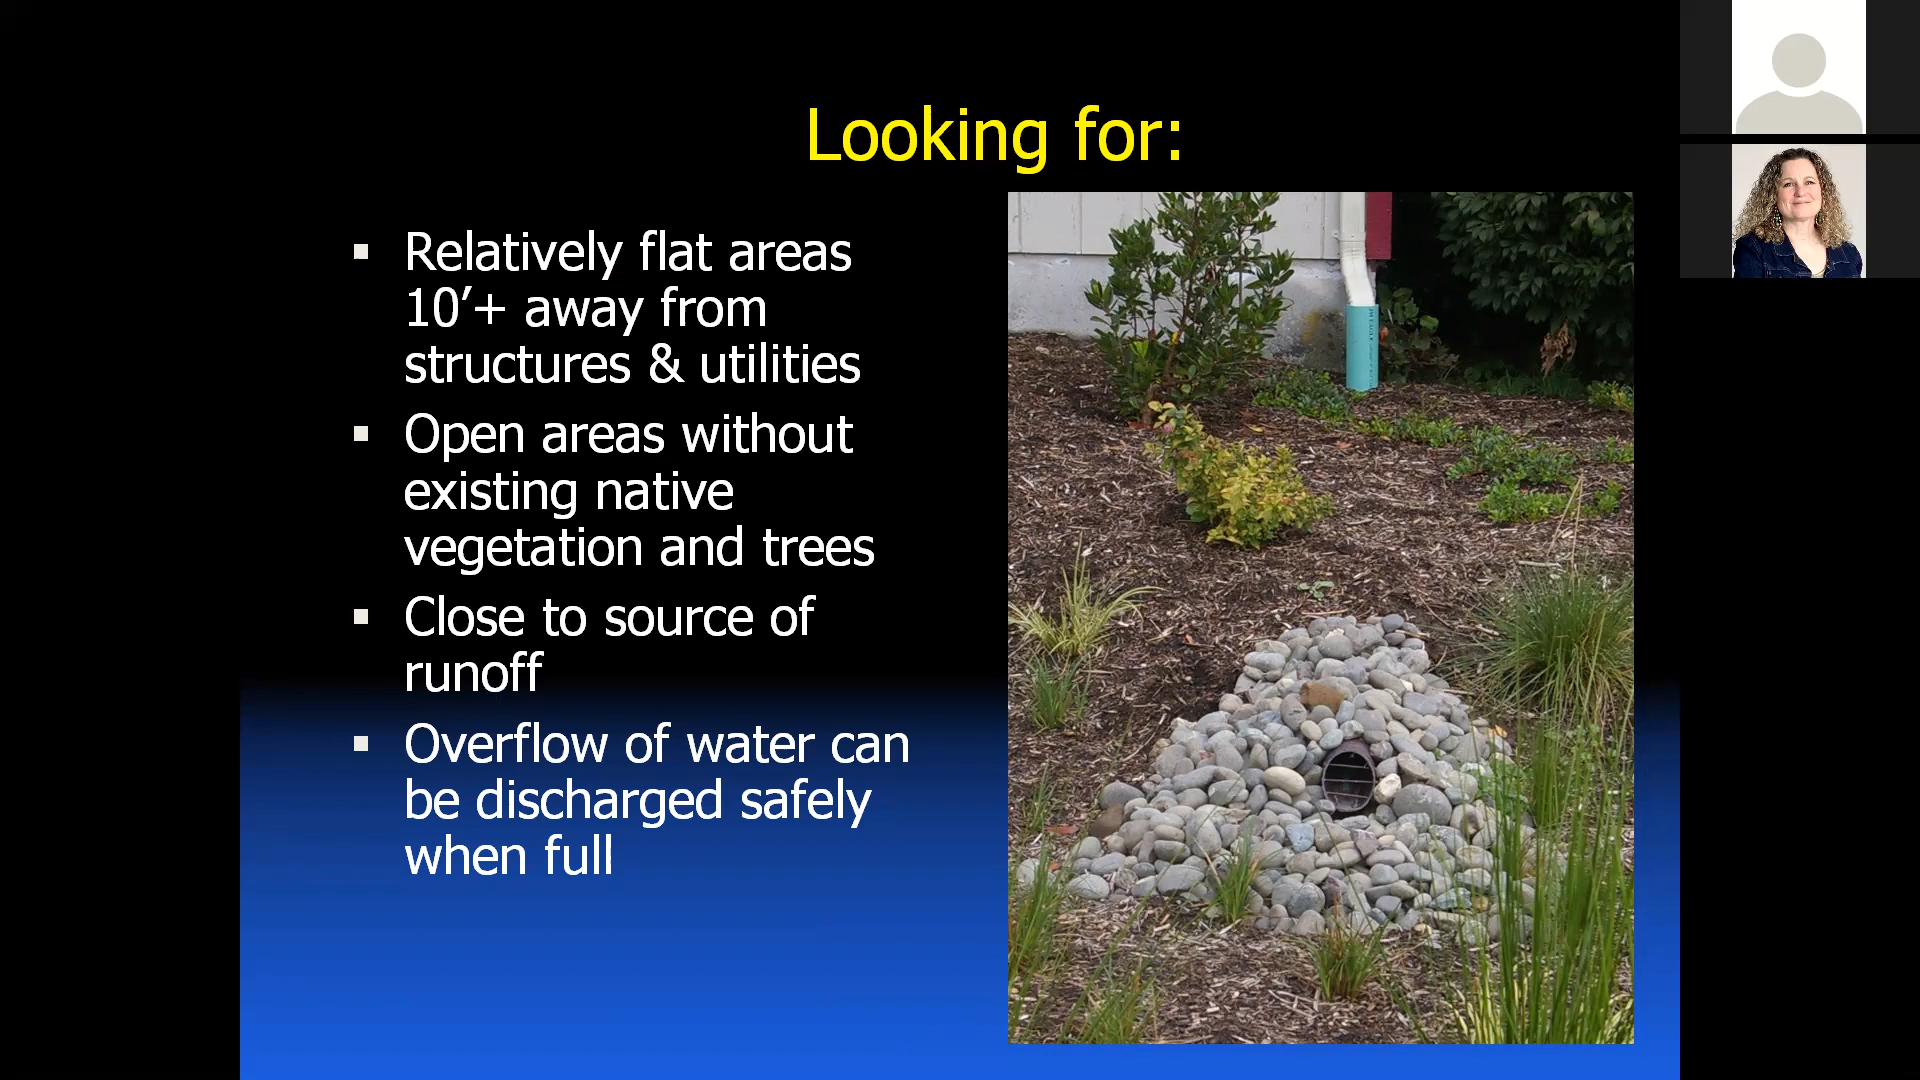 Looking for:
▪ Relatively flat areas
10’+ away from
structures & utilities
▪ Open areas without
existing native
vegetation and trees
▪ Close to source of
runoff
▪ Overflow of water can
be discharged safely
when full